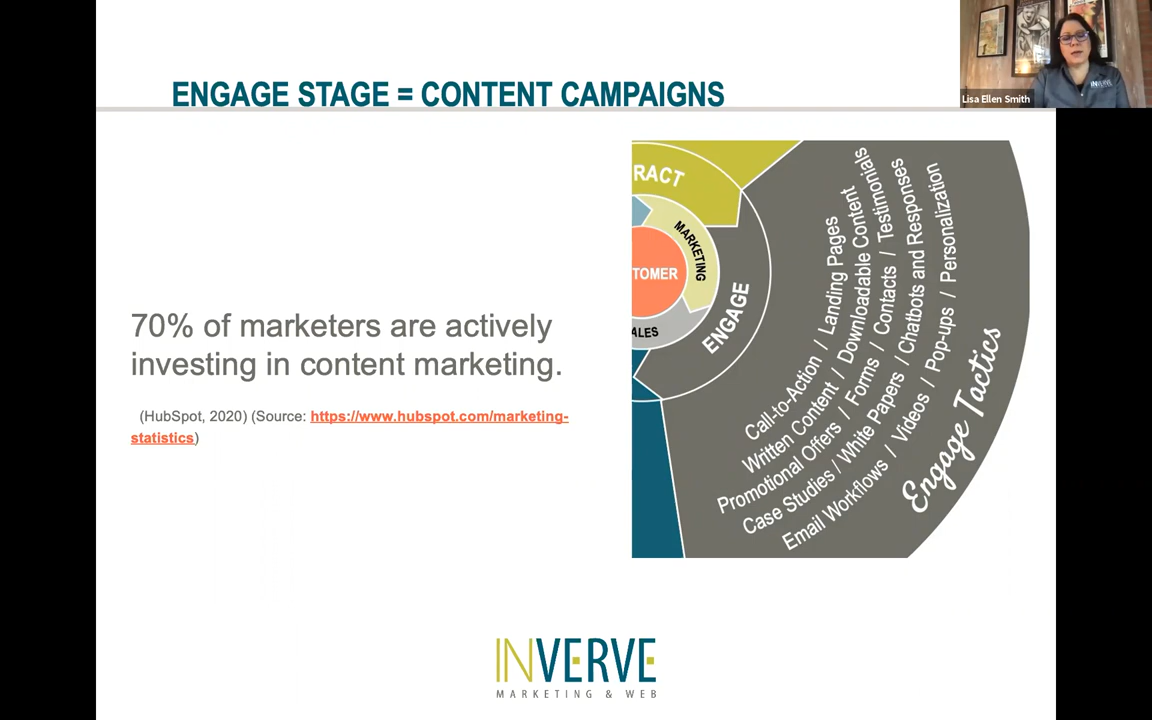 ENGAGE STAGE = CONTENT CAMPAIGNS
INVERVE
Lisa Ellen Smith
70% of marketers are actively
investing in content marketing.
(HubSpot, 2020) (Source: https://www.hubspot.com/marketing-
statistics)
RACT
MARKETING
TOMER
ALES
ENGAGE
Call-to-Action / Landing Pages
Written Content / Downloadable Content
Promotional Offers / Forms / Contacts / Testimonials
Case Studies / White Papers / Chatbots and Responses
Email Workflows / Videos / Pop-ups / Personalization
Engage Tactics
INVERVE
MARKETING & WEB